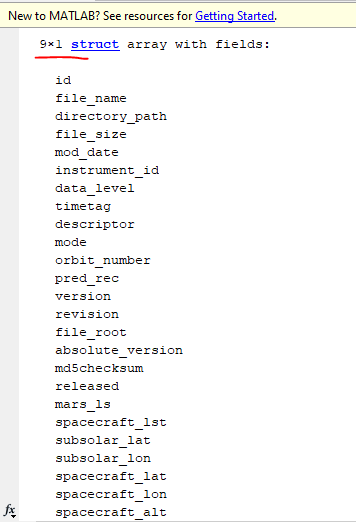 New to MATLAB? See resources for Getting Started.
9×1 struct array with fields:
id
file_name
directory_path
file_size
mod_date
instrument_id
data_level
timetag
descriptor
mode
orbit_number
pred_rec
version
revision
file_root
absolute_version
md5checksum
released
mars_ls
spacecraft_lst
subsolar_lat
subsolar_lon
spacecraft_lat
spacecraft_lon
spacecraft_alt
fx